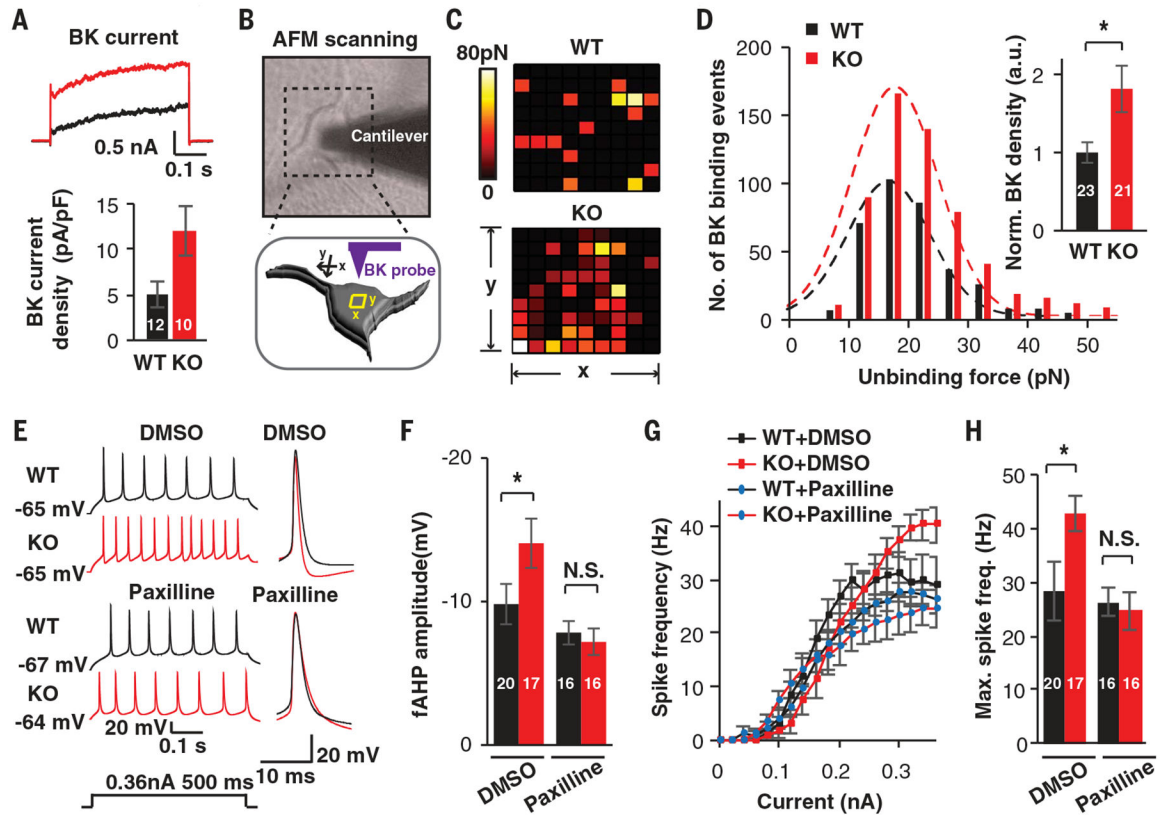 A
BK current
0.5 nA
0.1 s
BK current
density (pA/pF)
15
10
5
0
12
10
WT KO
B
AFM scanning
Cantilever
y
x
BK probe
y
x
C
80pN
0
WT
KO
y
x
D
WT
KO
No. of BK binding events
200
150
100
50
0
0 10 20 30 40 50
Unbinding force (pN)
Norm. BK density (a.u.)
2
1
0
*
23
21
WT KO
E
DMSO
DMSO
WT
-65 mV
KO
-65 mV
Paxilline
Paxilline
WT
-67 mV
KO
-64 mV
20 mV
0.1 s
20 mV
10 ms
0.36nA 500 ms
F
fAHP amplitude(mV)
-20
-10
0
*
N.S.
20
17
16
16
DMSO
Paxilline
G
WT+DMSO
KO+DMSO
WT+Paxilline
KO+Paxilline
Spike frequency (Hz)
40
30
20
10
0
0 0.1 0.2 0.3
Current (nA)
H
Max. spike freq. (Hz)
50
40
30
20
10
0
*
N.S.
20
17
16
16
DMSO
Paxilline